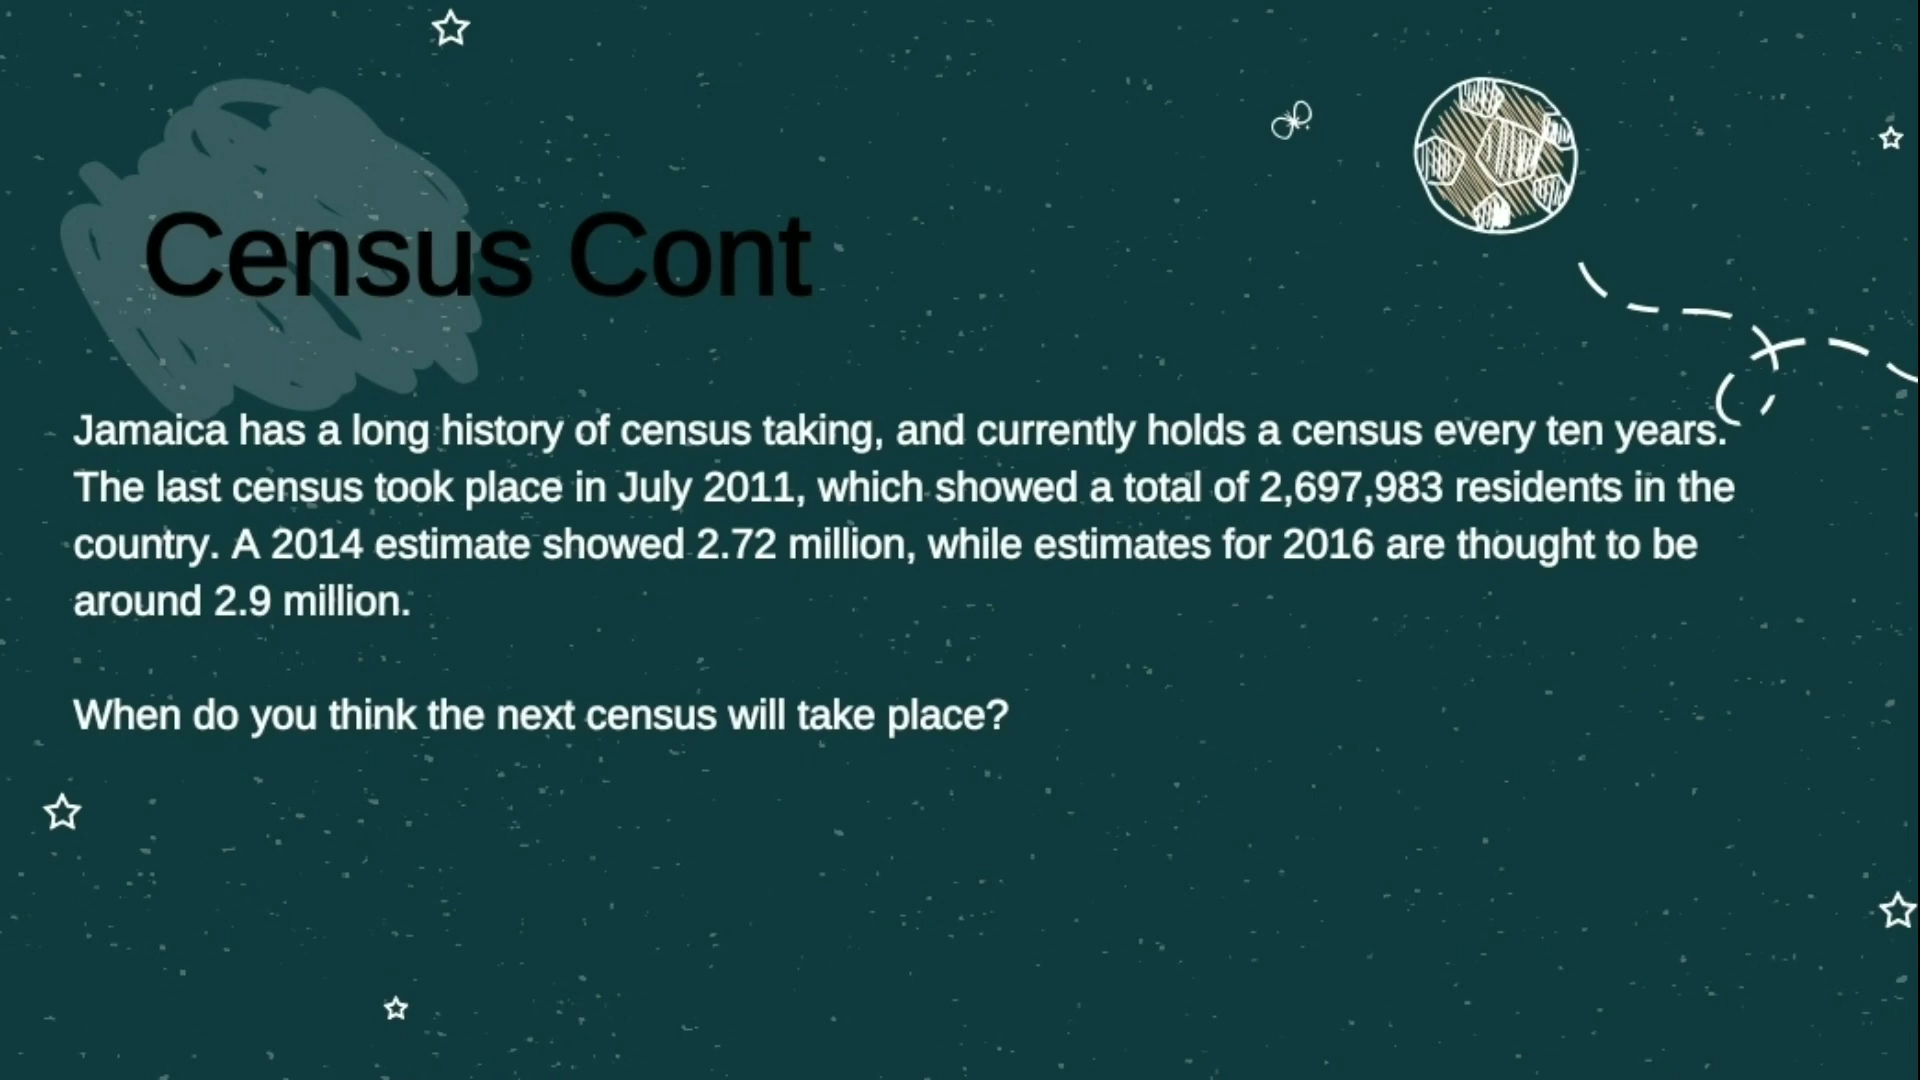 Census Cont
Jamaica has a long history of census taking, and currently holds a census every ten years.
The last census took place in July 2011, which showed a total of 2,697,983 residents in the
country. A 2014 estimate showed 2.72 million, while estimates for 2016 are thought to be
around 2.9 million.
When do you think the next census will take place?